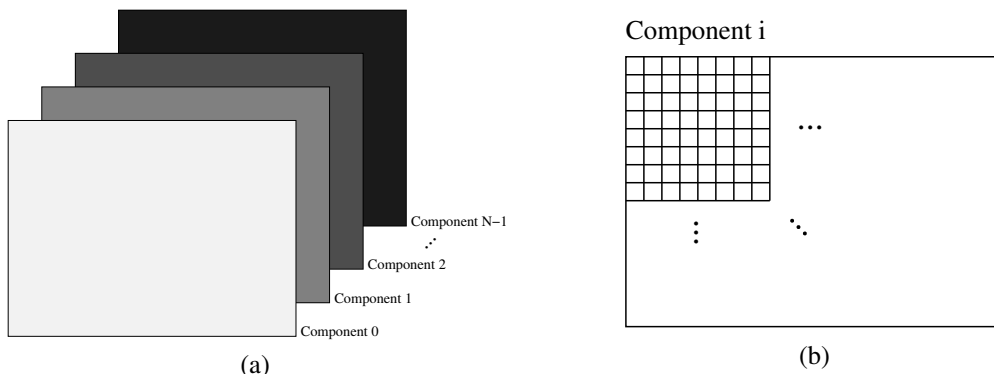 Component N−1
⋰
Component 2
Component 1
Component 0
(a)
Component i
⋯
⋮
⋱
(b)